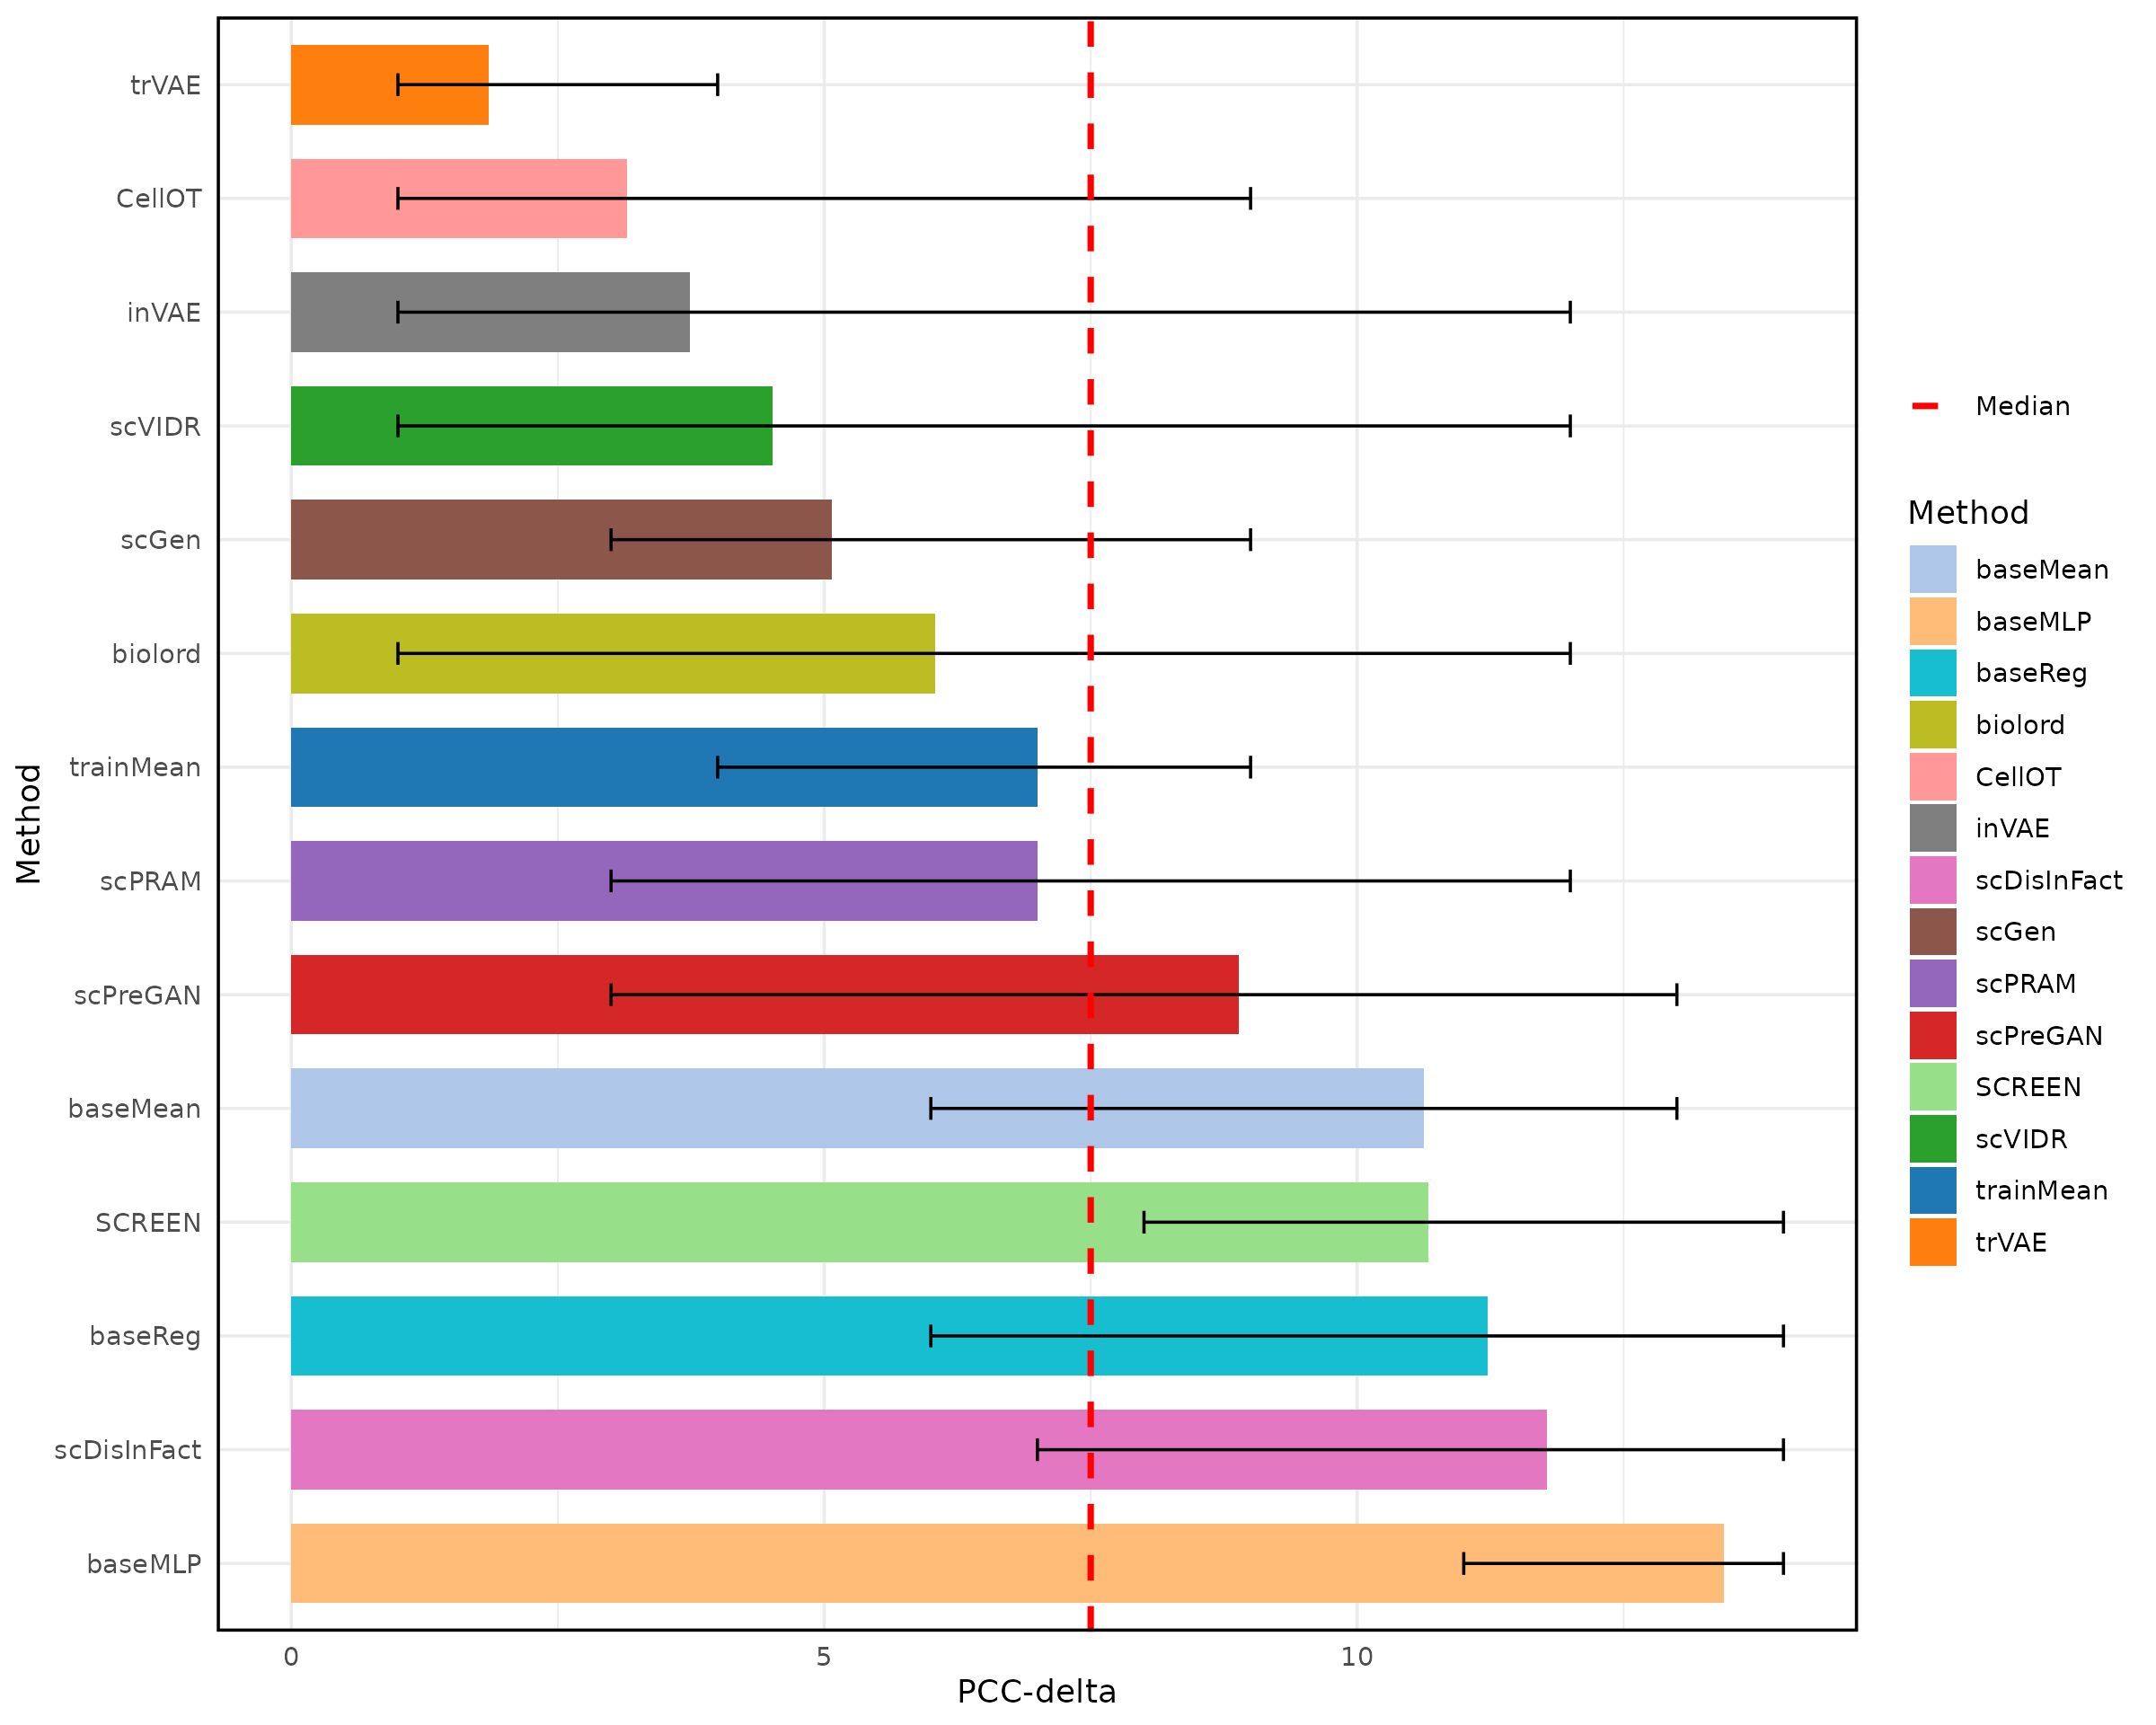 trVAE
CellOT
inVAE
scVIDR
scGen
biolord
trainMean
scPRAM
scPreGAN
baseMean
SCREEN
baseReg
scDisInFact
baseMLP
Method
0 5 10
PCC-delta
Median
Method
baseMean
baseMLP
baseReg
biolord
CellOT
inVAE
scDisInFact
scGen
scPRAM
scPreGAN
SCREEN
scVIDR
trainMean
trVAE